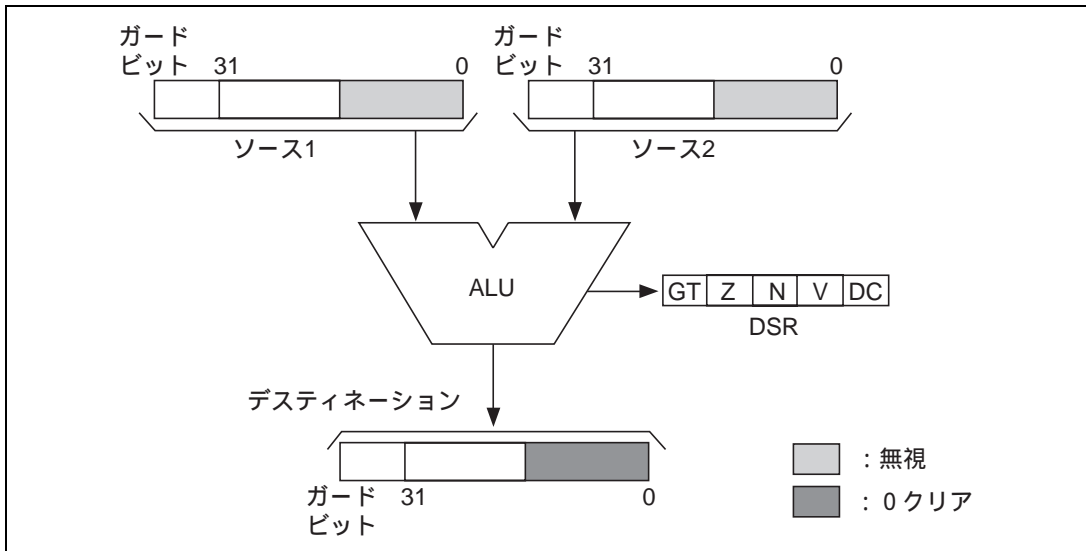 ガード
ビット 31 0
ガード
ビット 31 0
ソース1
ソース2
ALU
GT Z N V DC
DSR
デスティネーション
ガード 31 0
ビット
：無視
：0クリア